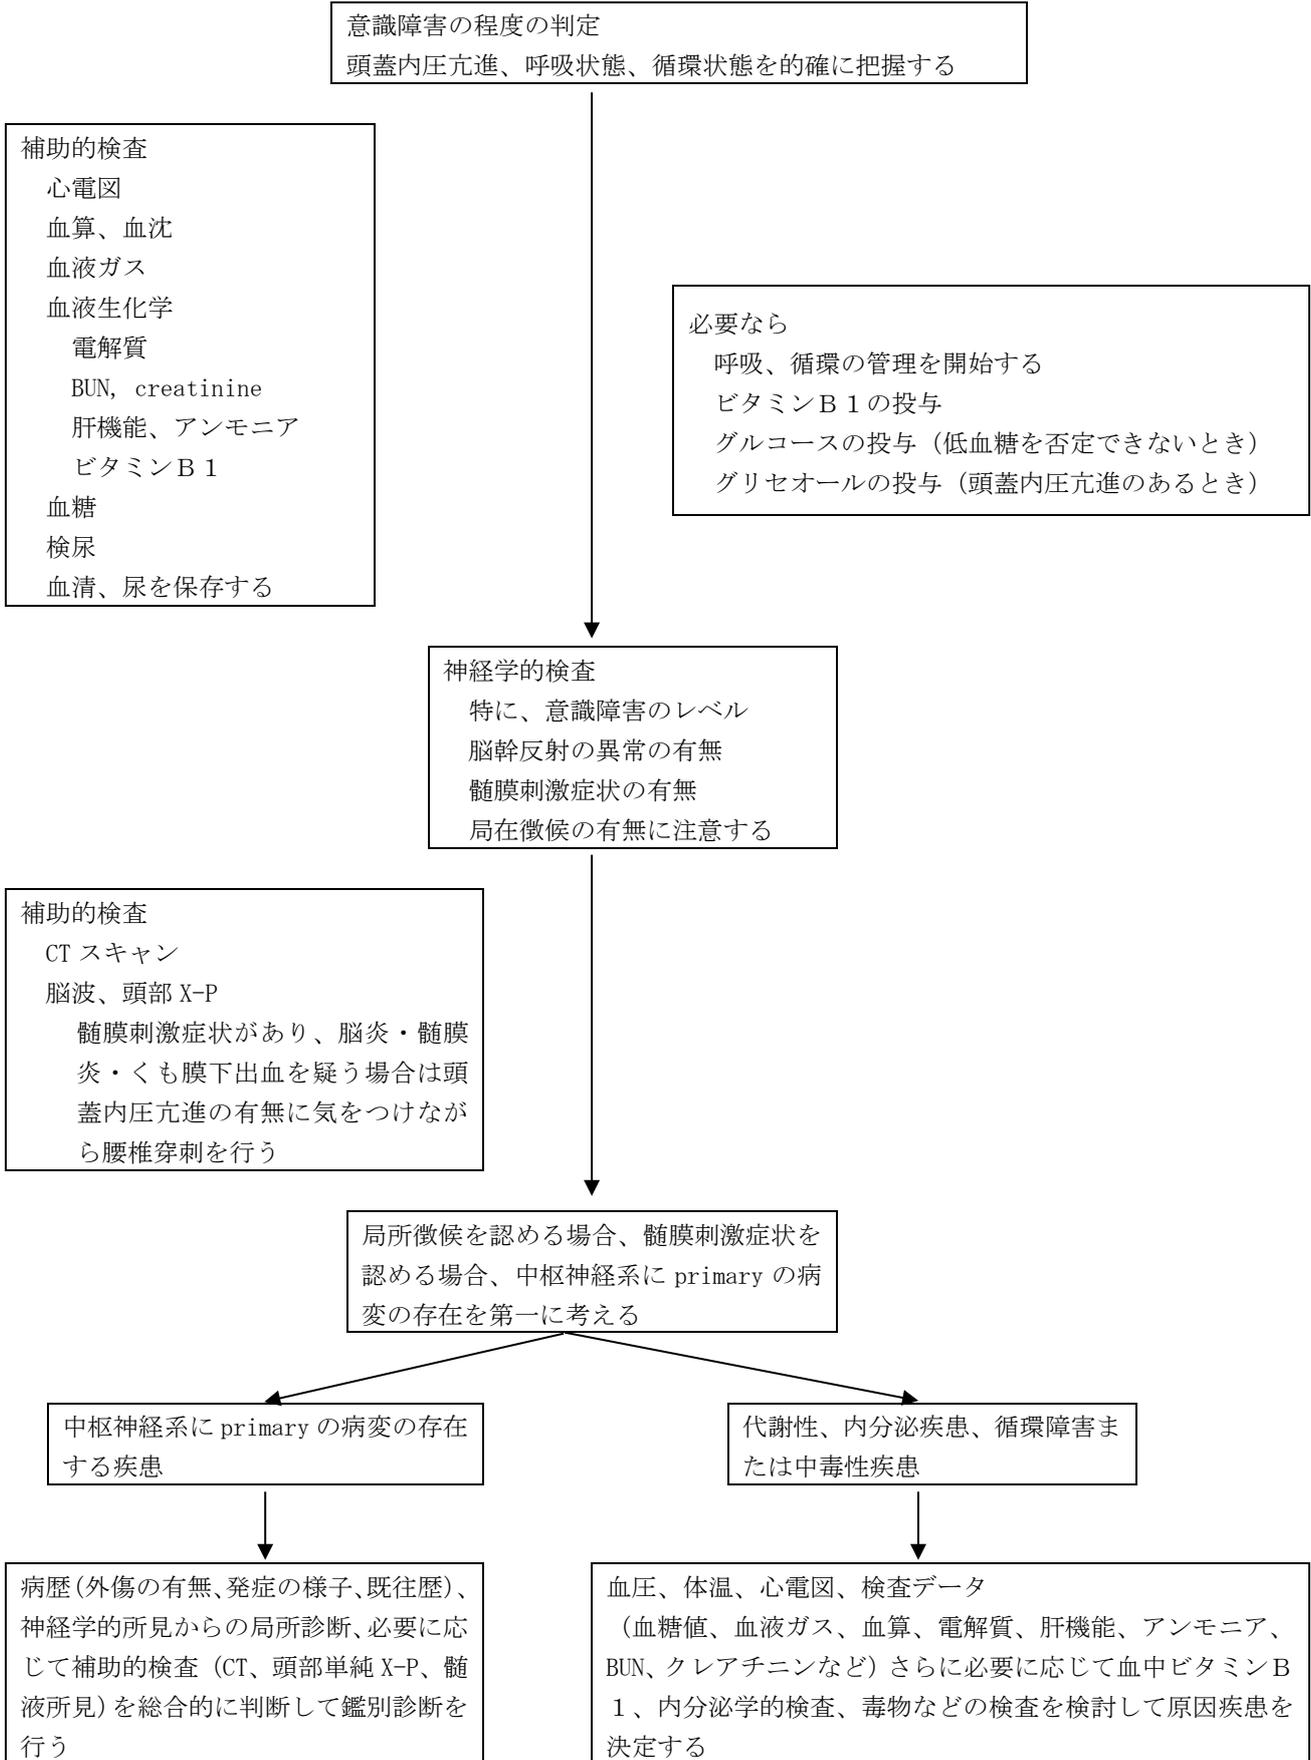 意識障害の程度の判定
頭蓋内圧亢進、呼吸状態、循環状態を的確に把握する
補助的検査
心電図
血算、血沈
血液ガス
血液生化学
電解質
BUN, creatinine
肝機能、アンモニア
ビタミンＢ１
血糖
検尿
血清、尿を保存する
必要なら
呼吸、循環の管理を開始する
ビタミンＢ１の投与
グルコースの投与（低血糖を否定できないとき）
グリセオールの投与（頭蓋内圧亢進のあるとき）
神経学的検査
特に、意識障害のレベル
脳幹反射の異常の有無
髄膜刺激症状の有無
局在徴候の有無に注意する
補助的検査
CT スキャン
脳波、頭部 X-P
髄膜刺激症状があり、脳炎・髄膜
炎・くも膜下出血を疑う場合は頭
蓋内圧亢進の有無に気をつけなが
ら腰椎穿刺を行う
局所徴候を認める場合、髄膜刺激症状を
認める場合、中枢神経系に primary の病
変の存在を第一に考える
中枢神経系に primary の病変の存在
する疾患
代謝性、内分泌疾患、循環障害ま
たは中毒性疾患
病歴（外傷の有無、発症の様子、既往歴）、
神経学的所見からの局所診断、必要に応
じて補助的検査（CT、頭部単純 X-P、髄
液所見）を総合的に判断して鑑別診断を
行う
血圧、体温、心電図、検査データ
（血糖値、血液ガス、血算、電解質、肝機能、アンモニア、
BUN、クレアチニンなど）さらに必要に応じて血中ビタミンＢ
１、内分泌学的検査、毒物などの検査を検討して原因疾患を
決定する